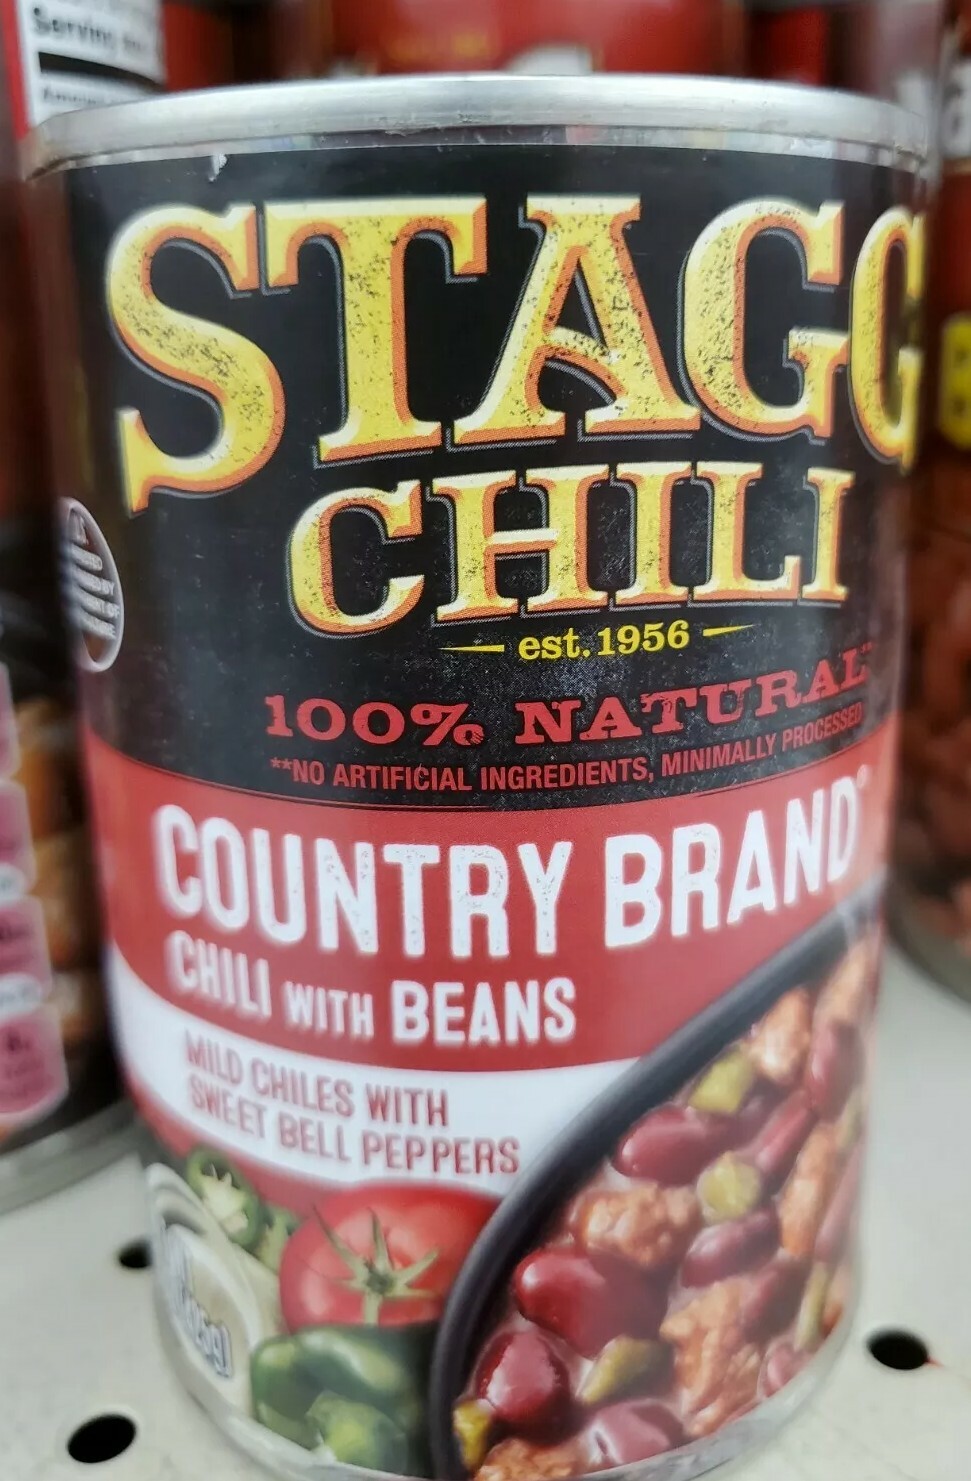 Serving
STAGG
CHILI
est. 1956
100% NATURAL**
**NO ARTIFICIAL INGREDIENTS, MINIMALLY PROCESSED
COUNTRY BRAND®
CHILI WITH BEANS
MILD CHILES WITH
SWEET BELL PEPPERS